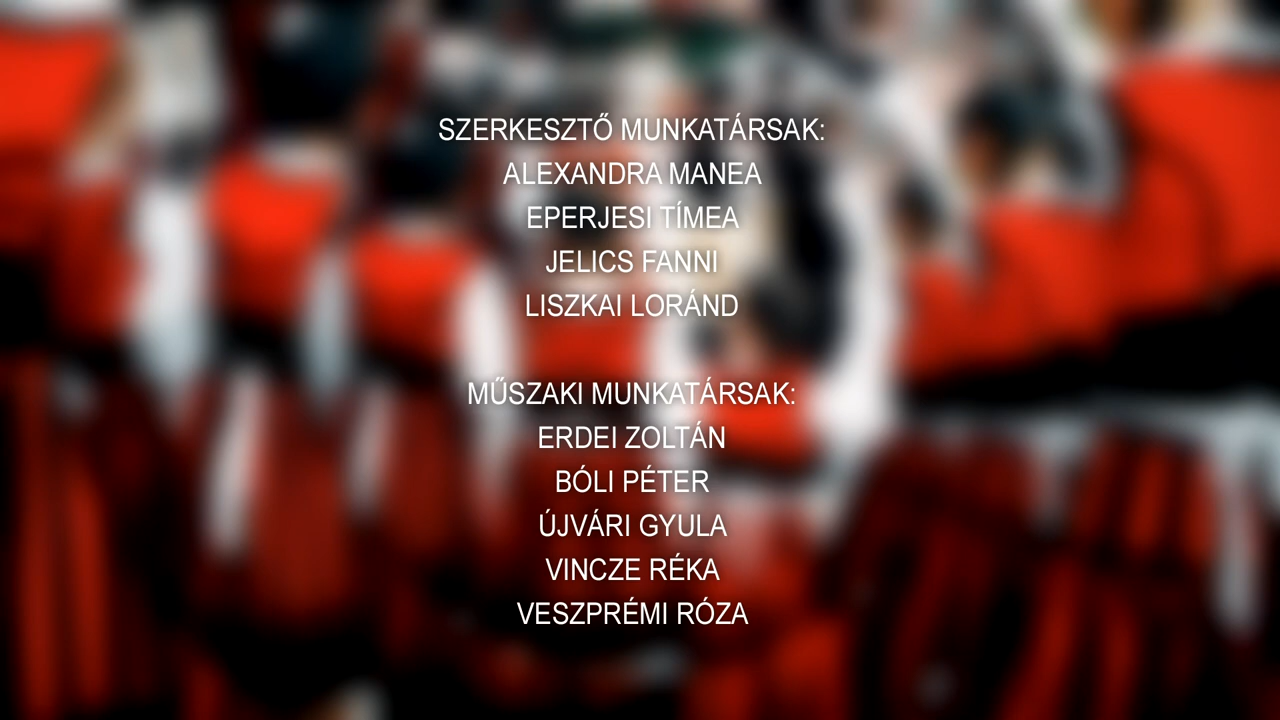 SZERKESZTŐ MUNKATÁRSAK:
ALEXANDRA MANEA
EPERJESI TÍMEA
JELICS FANNI
LISZKAI LORÁND
MŰSZAKI MUNKATÁRSAK:
ERDEI ZOLTÁN
BÓLI PÉTER
ÚJVÁRI GYULA
VINCZE RÉKA
VESZPRÉMI RÓZA